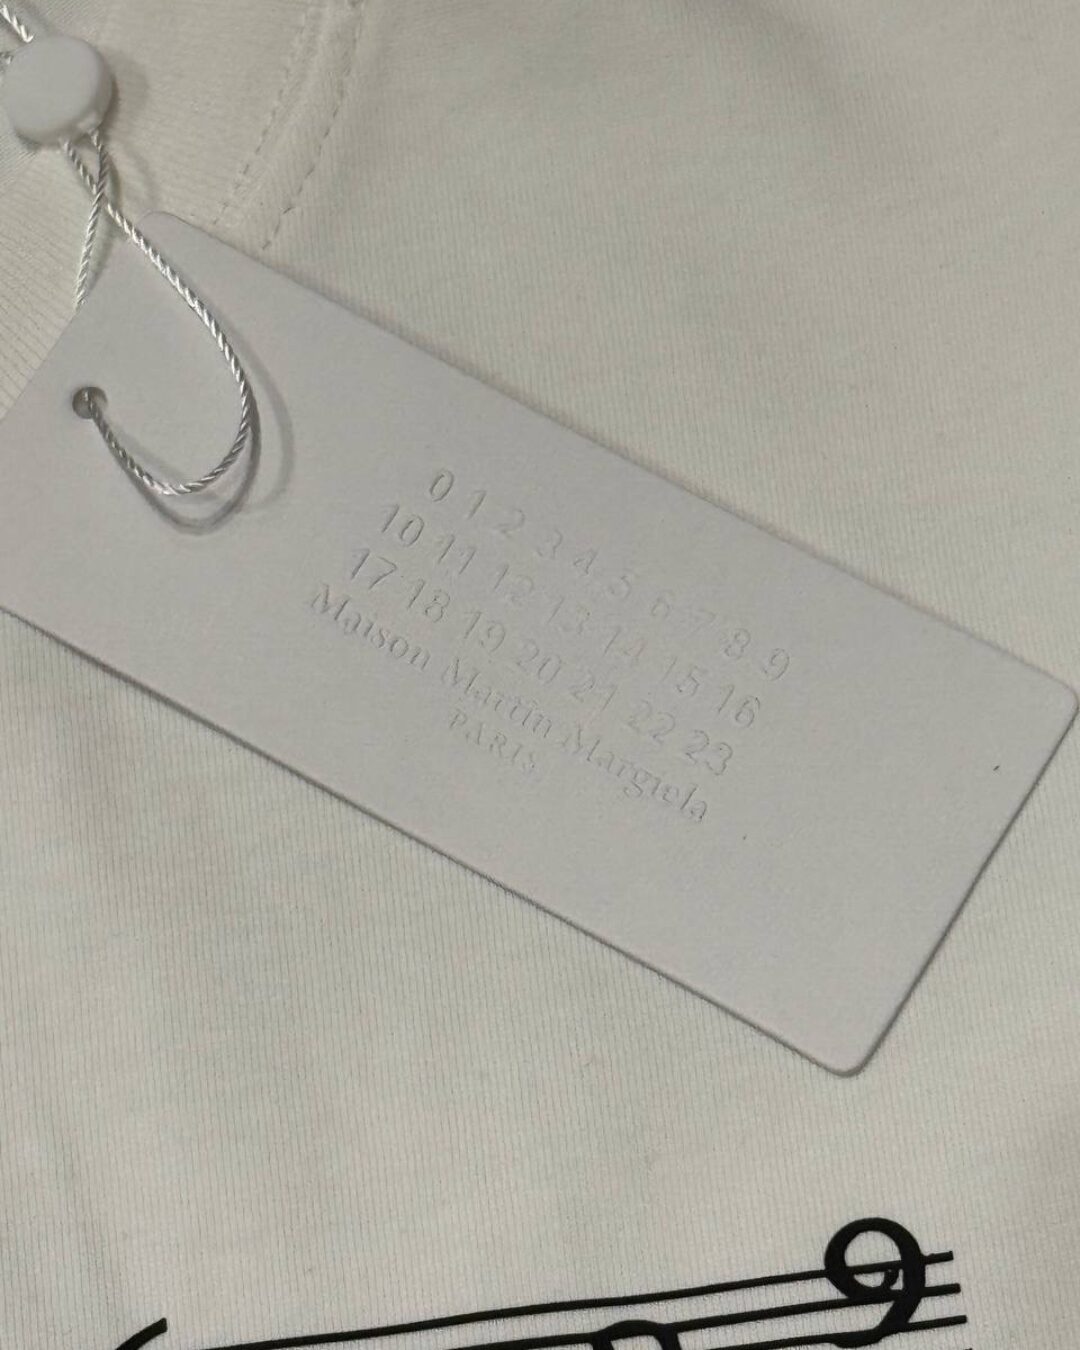 0 1 2 3 4 5 6 7 8 9
10 11 12 13 14 15 16
17 18 19 20 21 22 23
Maison Martin Margiela
PARIS
9